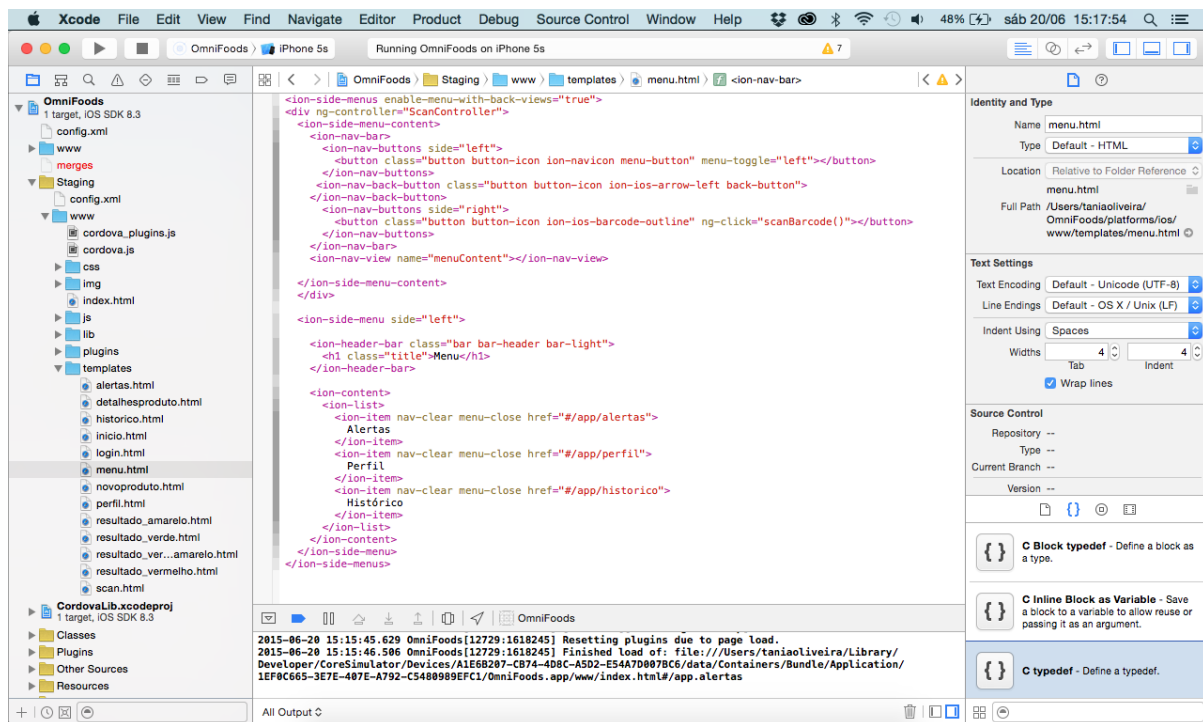 Xcode File Edit View Find Navigate Editor Product Debug Source Control Window Help 48% sáb 20/06 15:17:54
OmniFoods iPhone 5s
Running OmniFoods on iPhone 5s
7
OmniFoods
1 target, iOS SDK 8.3
config.xml
www
merges
Staging
config.xml
www
cordova_plugins.js
cordova.js
css
img
index.html
js
lib
plugins
templates
alertas.html
detalhesproduto.html
historico.html
inicio.html
login.html
menu.html
novoproduto.html
perfil.html
resultado_amarelo.html
resultado_verde.html
resultado_ver...amarelo.html
resultado_vermelho.html
scan.html
CordovaLib.xcodeproj
1 target, iOS SDK 8.3
Classes
Plugins
Other Sources
Resources
OmniFoods Staging www templates menu.html <ion-nav-bar>
<ion-side-menus enable-menu-with-back-views="true">
<div ng-controller="ScanController">
<ion-side-menu-content>
<ion-nav-bar>
<ion-nav-buttons side="left">
<button class="button button-icon ion-navicon menu-button" menu-toggle="left"></button>
</ion-nav-buttons>
<ion-nav-back-button class="button button-icon ion-ios-arrow-left back-button">
</ion-nav-back-button>
<ion-nav-buttons side="right">
<button class="button button-icon ion-ios-barcode-outline" ng-click="scanBarcode()"></button>
</ion-nav-buttons>
</ion-nav-bar>
<ion-nav-view name="menuContent"></ion-nav-view>
</ion-side-menu-content>
</div>
<ion-side-menu side="left">
<ion-header-bar class="bar bar-header bar-light">
<h1 class="title">Menu</h1>
</ion-header-bar>
<ion-content>
<ion-list>
<ion-item nav-clear menu-close href="#/app/alertas">
Alertas
</ion-item>
<ion-item nav-clear menu-close href="#/app/perfil">
Perfil
</ion-item>
<ion-item nav-clear menu-close href="#/app/historico">
Histórico
</ion-item>
</ion-list>
</ion-content>
</ion-side-menu>
</ion-side-menus>
OmniFoods
2015-06-20 15:15:45.629 OmniFoods[12729:1618245] Resetting plugins due to page load.
2015-06-20 15:15:46.506 OmniFoods[12729:1618245] Finished load of: file:///Users/taniaoliveira/Library/
Developer/CoreSimulator/Devices/A1E6B207-CB74-4D8C-A5D2-E54A7D007BC6/data/Containers/Bundle/Application/
1EF0C665-3E7E-407E-A792-C5480989EFC1/OmniFoods.app/www/index.html#/app.alertas
All Output
Identity and Type
Name menu.html
Type Default - HTML
Location Relative to Folder Reference
menu.html
Full Path /Users/taniaoliveira/
OmniFoods/platforms/ios/
www/templates/menu.html
Text Settings
Text Encoding Default - Unicode (UTF-8)
Line Endings Default - OS X / Unix (LF)
Indent Using Spaces
Widths 4 4
Tab Indent
Wrap lines
Source Control
Repository --
Type --
Current Branch --
Version --
{ } C Block typedef - Define a block as
a type.
{ } C Inline Block as Variable - Save
a block to a variable to allow reuse or
passing it as an argument.
{ } C typedef - Define a typedef.